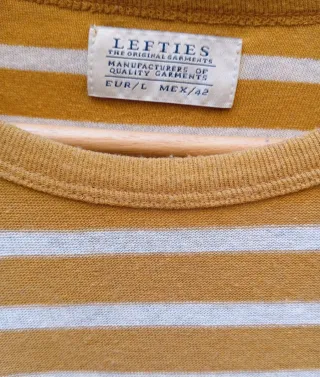 LEFTIES
THE ORIGINAL GARMENTS
MANUFACTURERS OF
QUALITY GARMENTS
EUR/L MEX/42